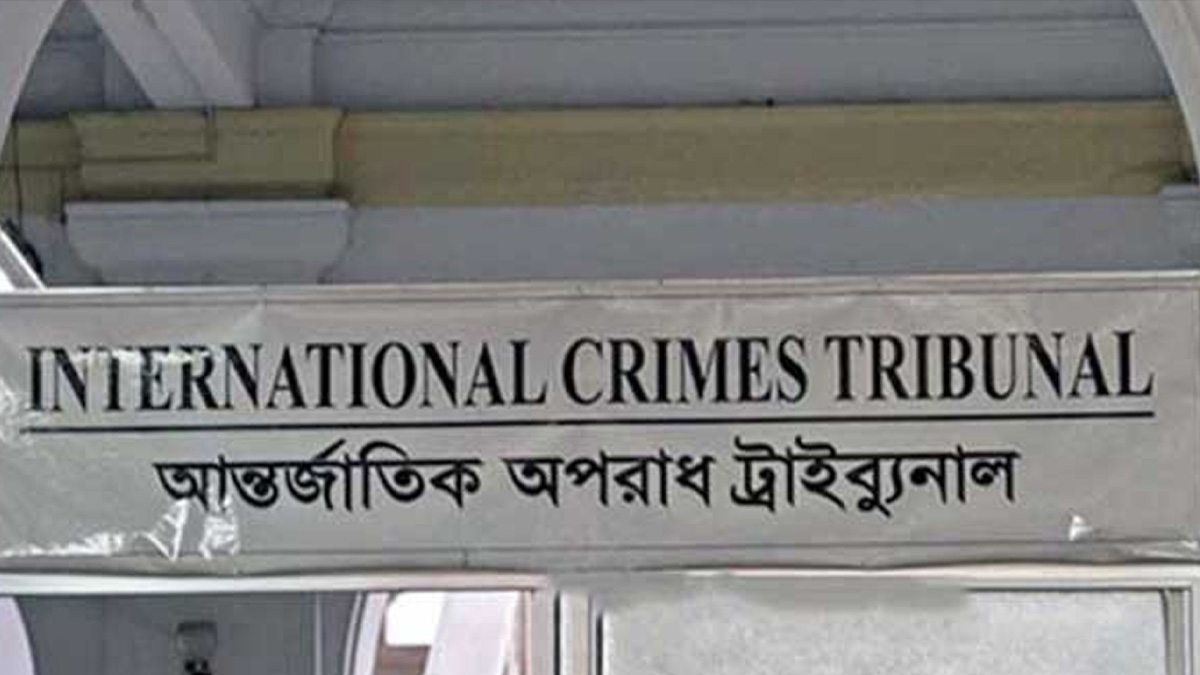 INTERNATIONAL CRIMES TRIBUNAL
আন্তর্জাতিক অপরাধ ট্রাইব্যুনাল